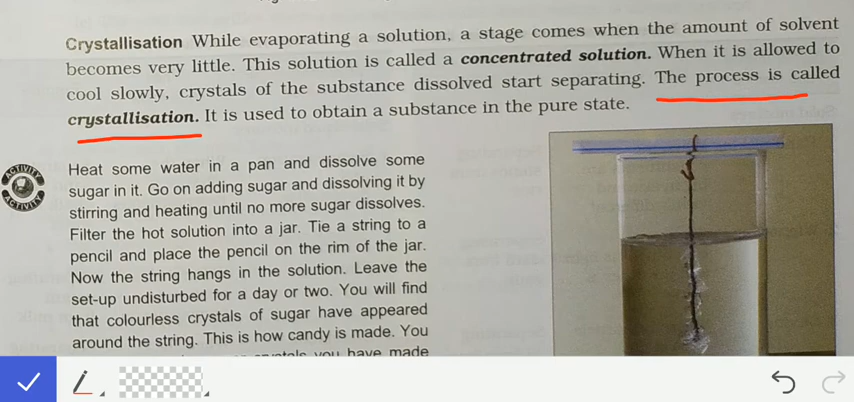 Crystallisation While evaporating a solution, a stage comes when the amount of solvent
becomes very little. This solution is called a concentrated solution. When it is allowed to
cool slowly, crystals of the substance dissolved start separating. The process is called
crystallisation. It is used to obtain a substance in the pure state.
ACTIVITY
ACTIVITY
Heat some water in a pan and dissolve some
sugar in it. Go on adding sugar and dissolving it by
stirring and heating until no more sugar dissolves.
Filter the hot solution into a jar. Tie a string to a
pencil and place the pencil on the rim of the jar.
Now the string hangs in the solution. Leave the
set-up undisturbed for a day or two. You will find
that colourless crystals of sugar have appeared
around the string. This is how candy is made. You
you have made